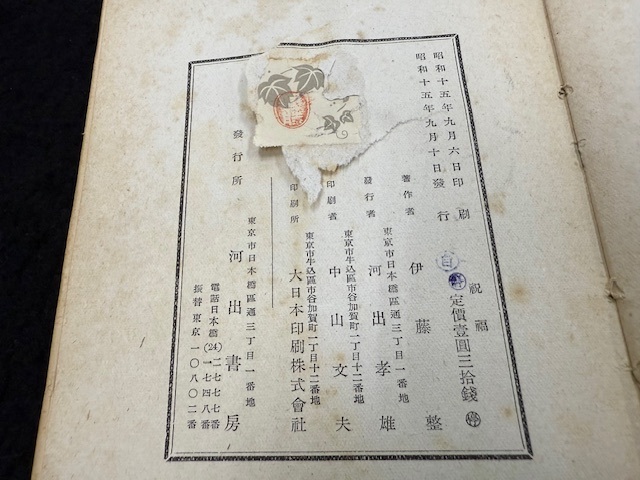 昭和十五年九月六日印刷
昭和十五年九月十日發行
祝福
定價壹圓三拾錢
著作者 伊藤整
東京市日本橋區通三丁目一番地
發行者 河出孝雄
東京市牛込區市谷加賀町一丁目十二番地
印刷者 中山文夫
東京市牛込區市谷加賀町一丁目十二番地
印刷所 大日本印刷株式會社
發行所
東京市日本橋區通三丁目一番地
河出書房
電話日本橋(24)二七七七番
一七四八番
振替東京一〇八〇二番